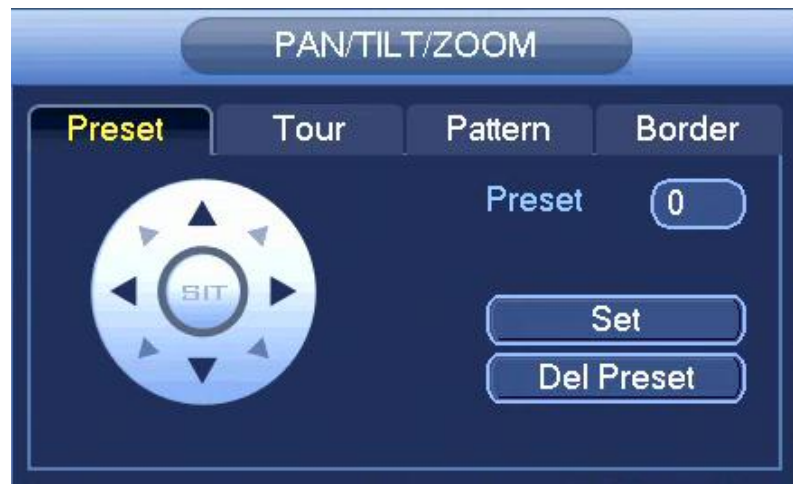 PAN/TILT/ZOOM
Preset Tour Pattern Border
Preset 0
SIT
Set
Del Preset